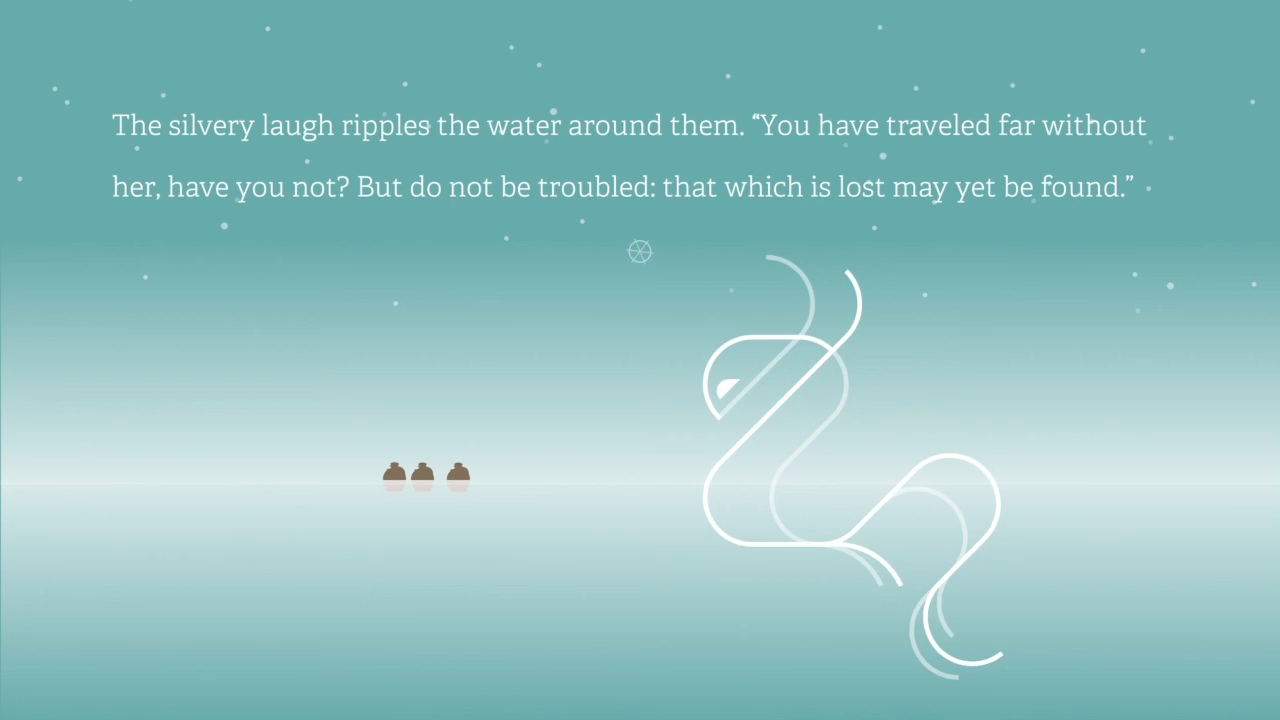 The silvery laugh ripples the water around them. “You have traveled far without
her, have you not? But do not be troubled: that which is lost may yet be found.”